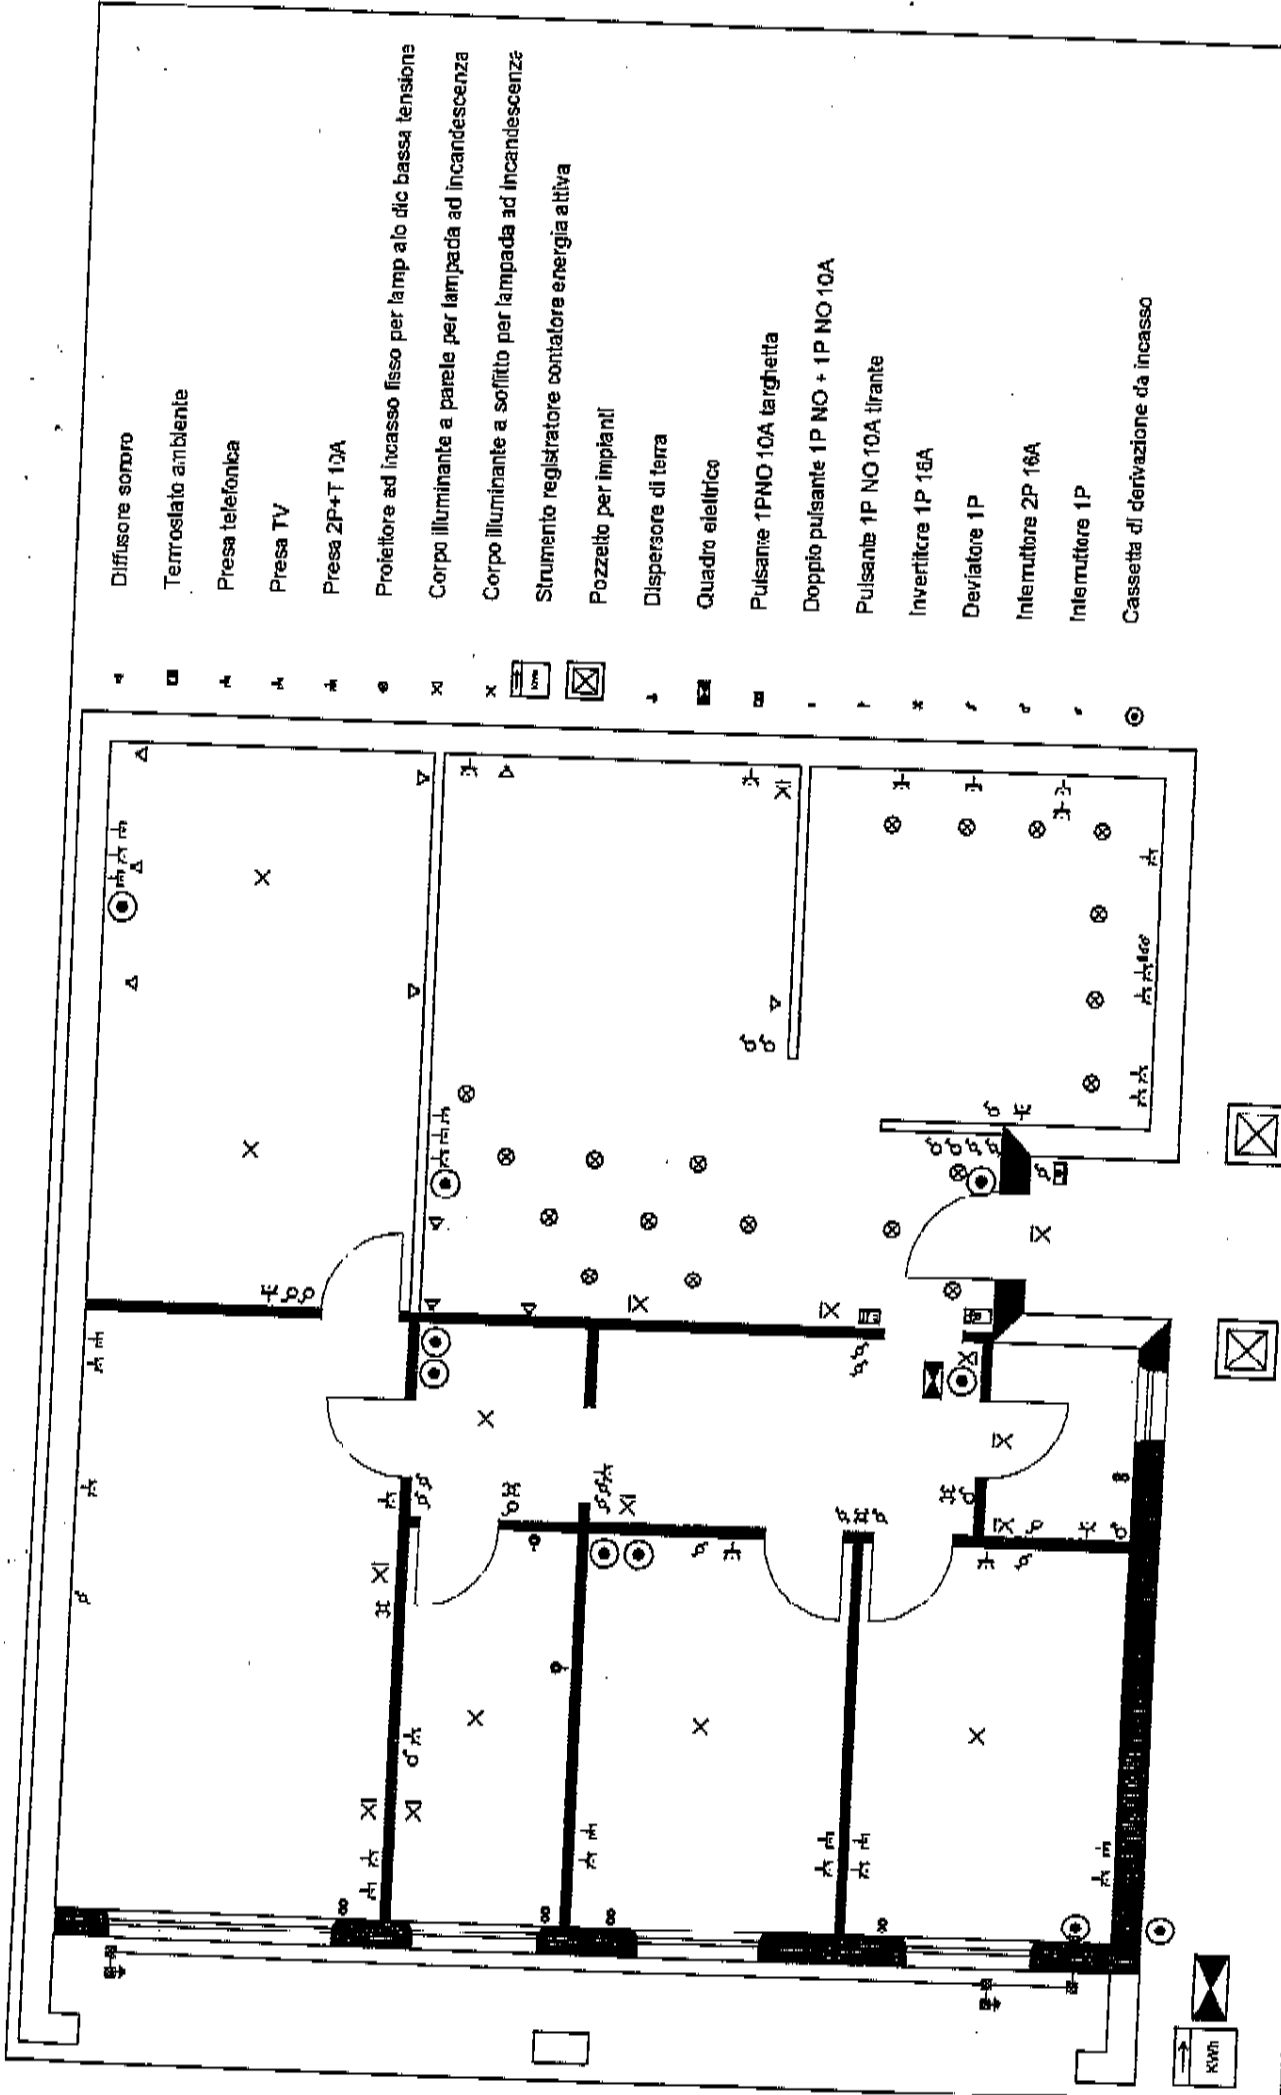 Diffusore sonoro
Termostato ambiente
Presa telefonica
Presa TV
Presa 2P+T 10A
Proiettore ad incasso fisso per lamp alo dic bassa tensione
Corpo illuminante a parele per lampada ad incandescenza
Corpo illuminante a soffitto per lampada ad incandescenza
Strumento registratore contatore energia attiva
Pozzetto per impianti
Dispersore di terra
Quadro elettrico
Pulsante 1PNO 10A targhetta
Doppio pulsante 1P NO + 1P NO 10A
Pulsante 1P NO 10A tirante
Invertitore 1P 16A
Deviatore 1P
Interruttore 2P 16A
Interruttore 1P
Cassetta di derivazione da incasso
KWh